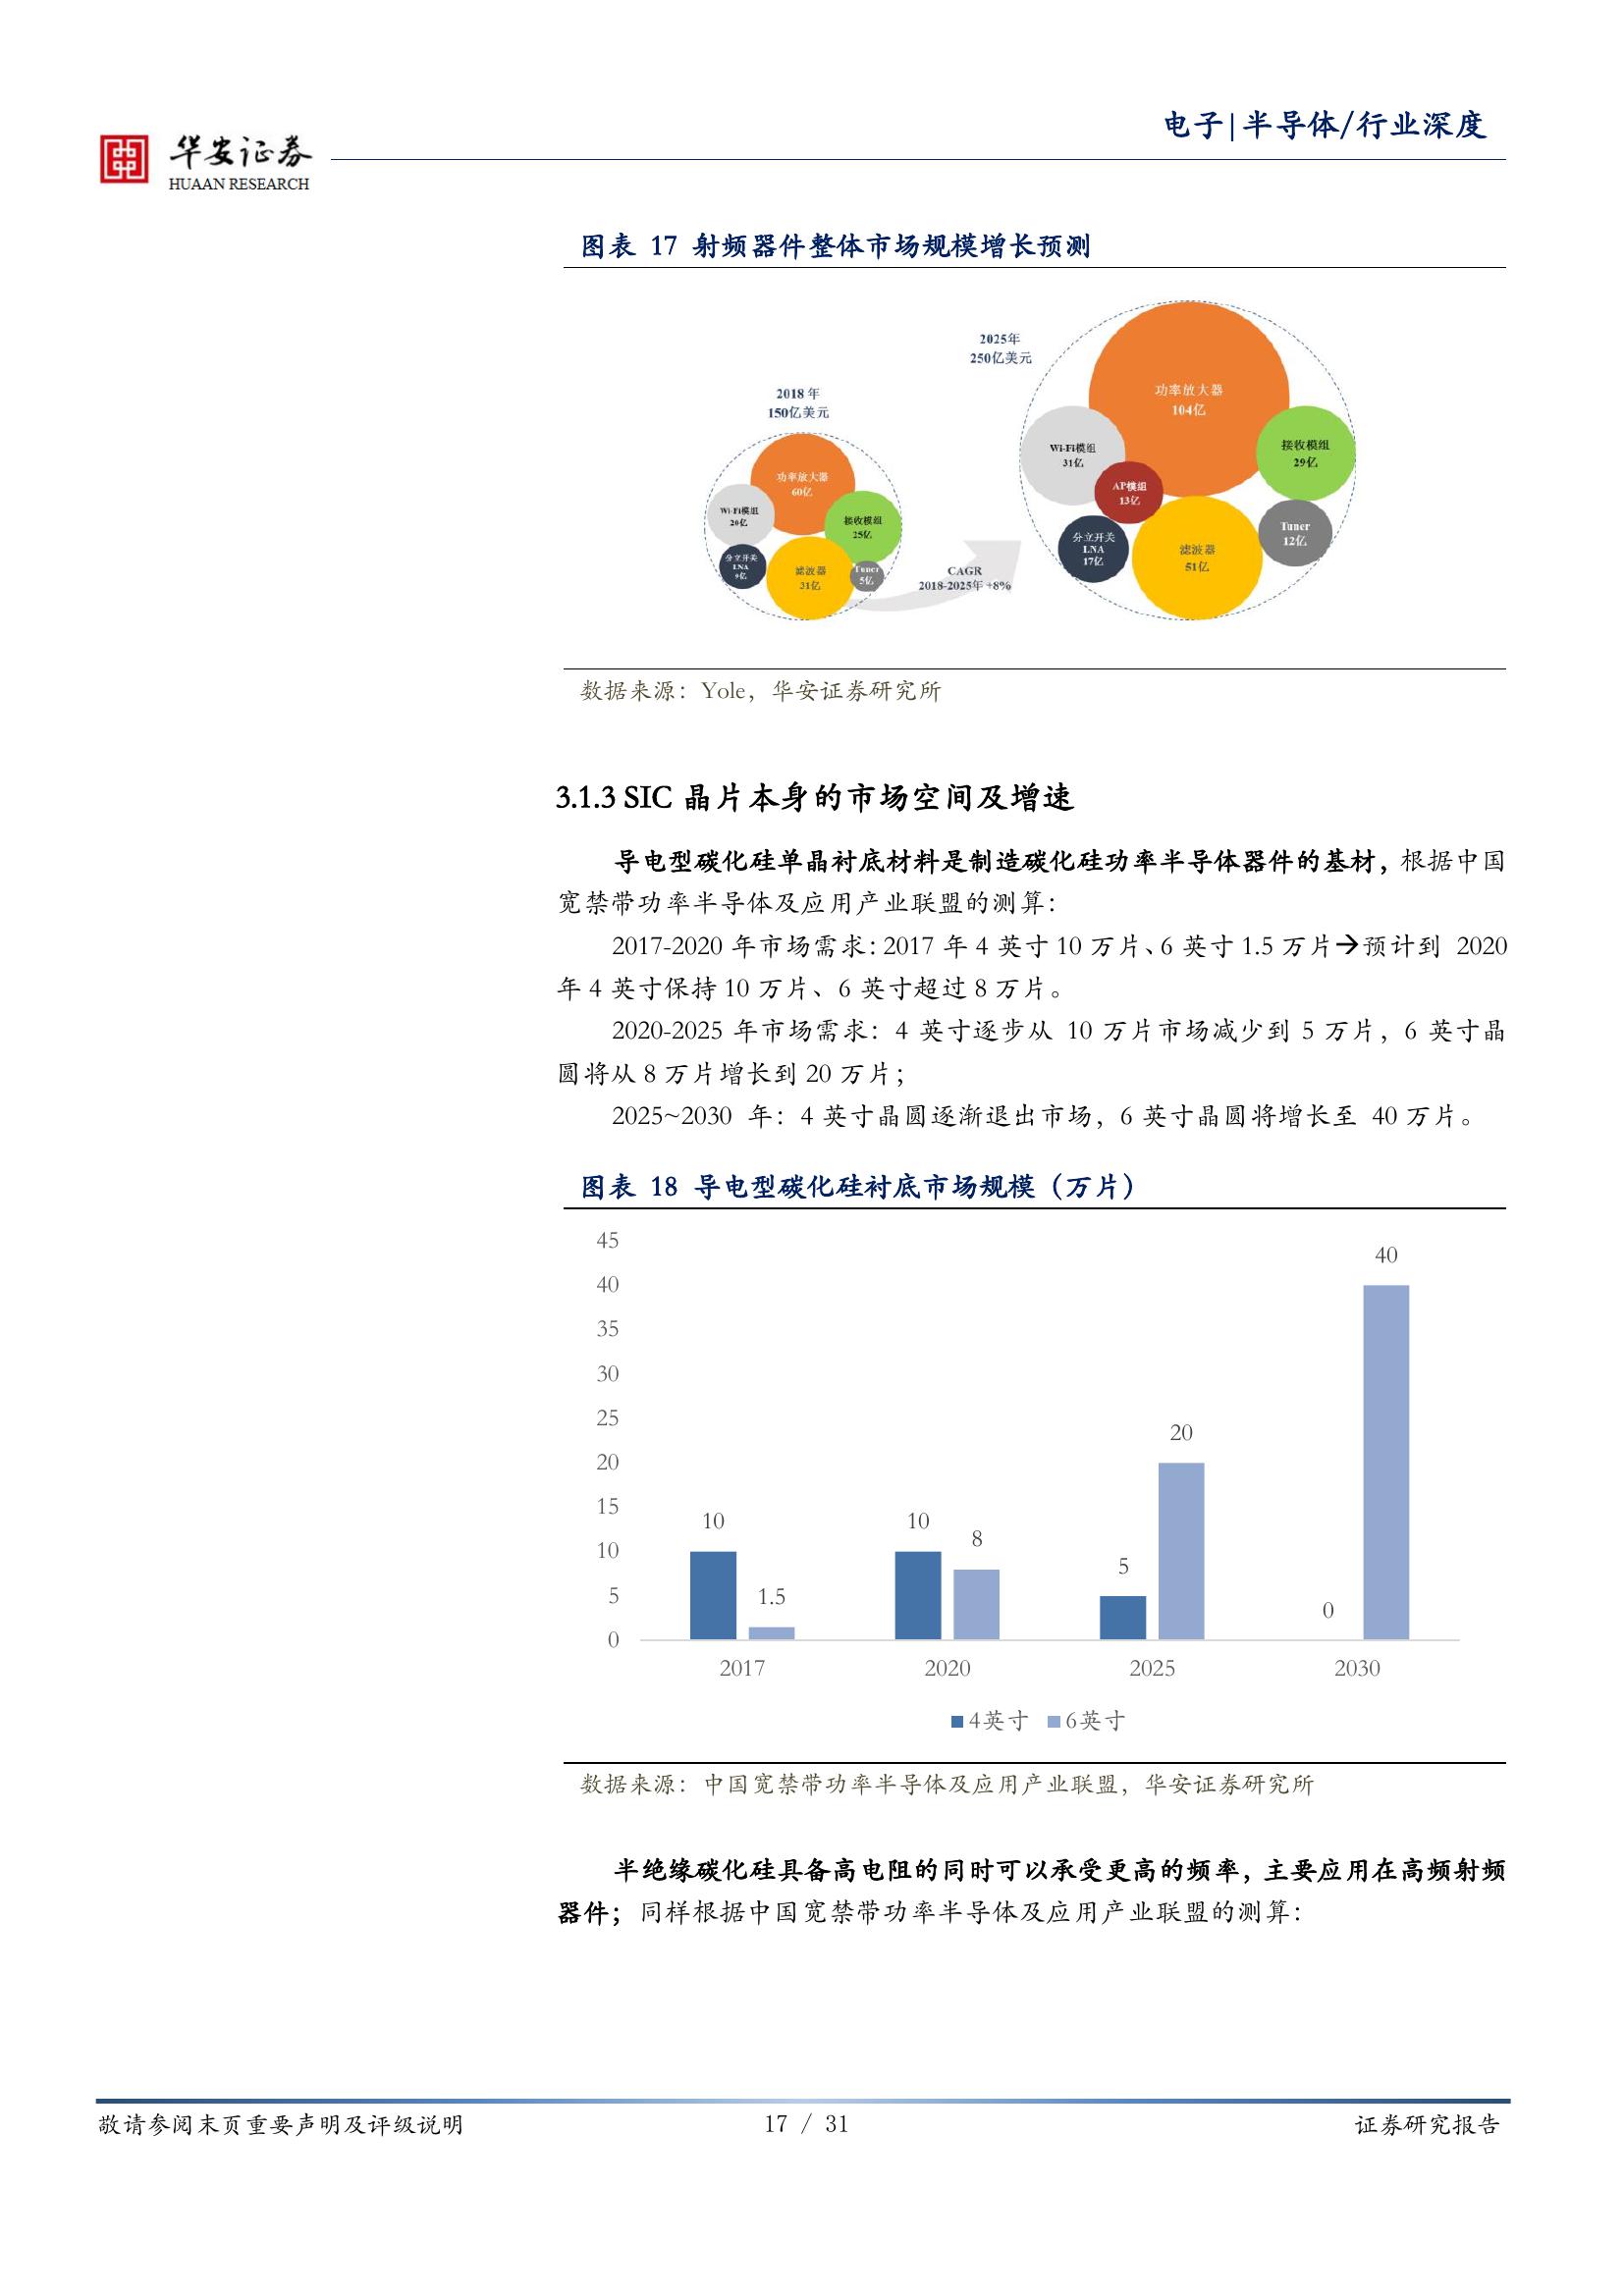 电子|半导体/行业深度
华安证券
HUAAN RESEARCH
图表 17 射频器件整体市场规模增长预测
2018 年
150亿美元
功率放大器
60亿
Wi-Fi模组
20亿
接收模组
25亿
分立开关
LNA
9亿
滤波器
31亿
Tuner
5亿
CAGR
2018-2025年 +8%
2025年
250亿美元
功率放大器
104亿
Wi-Fi模组
31亿
接收模组
29亿
AP模组
13亿
分立开关
LNA
17亿
滤波器
51亿
Tuner
12亿
数据来源：Yole，华安证券研究所
3.1.3 SIC 晶片本身的市场空间及增速
导电型碳化硅单晶衬底材料是制造碳化硅功率半导体器件的基材，根据中国
宽禁带功率半导体及应用产业联盟的测算：
2017-2020 年市场需求：2017 年 4 英寸 10 万片、6 英寸 1.5 万片→预计到 2020
年 4 英寸保持 10 万片、6 英寸超过 8 万片。
2020-2025 年市场需求：4 英寸逐步从 10 万片市场减少到 5 万片，6 英寸晶
圆将从 8 万片增长到 20 万片；
2025~2030 年：4 英寸晶圆逐渐退出市场，6 英寸晶圆将增长至 40 万片。
图表 18 导电型碳化硅衬底市场规模（万片）
45
40
35
30
25
20
15
10
5
0
10
1.5
10
8
5
20
0
40
2017
2020
2025
2030
4英寸
6英寸
数据来源：中国宽禁带功率半导体及应用产业联盟，华安证券研究所
半绝缘碳化硅具备高电阻的同时可以承受更高的频率，主要应用在高频射频
器件；同样根据中国宽禁带功率半导体及应用产业联盟的测算：
敬请参阅末页重要声明及评级说明
17 / 31
证券研究报告